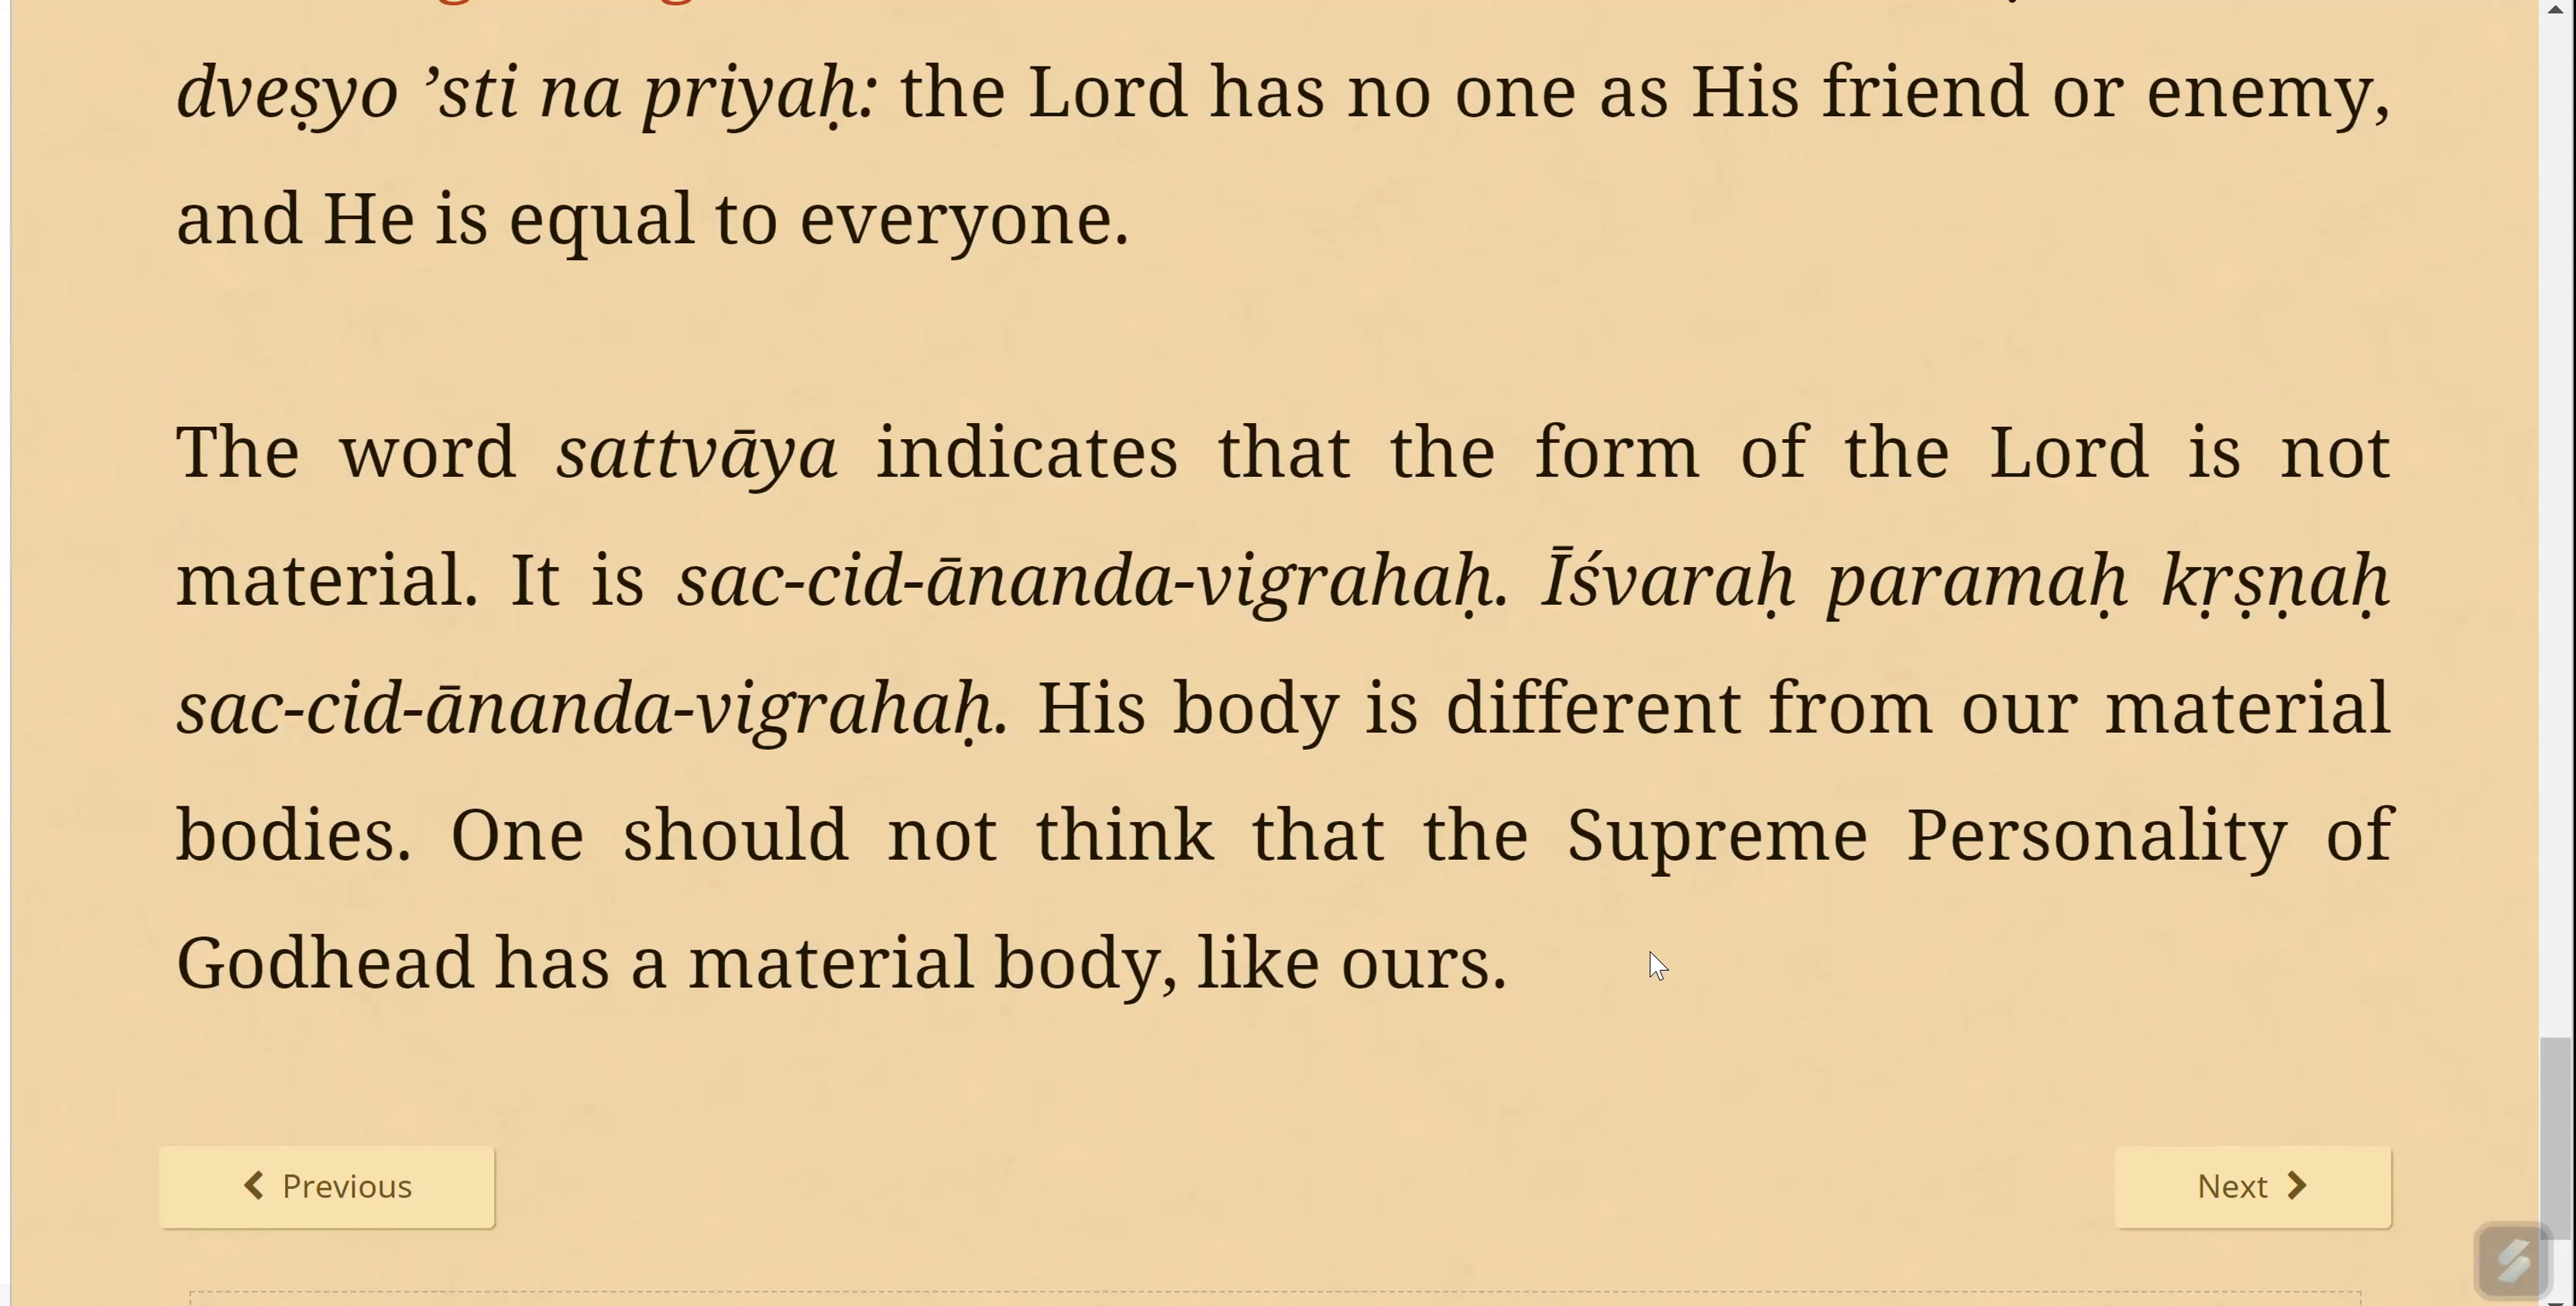 dveṣyo ’sti na priyaḥ: the Lord has no one as His friend or enemy,
and He is equal to everyone.
The word sattvāya indicates that the form of the Lord is not
material. It is sac-cid-ānanda-vigrahaḥ. Īśvaraḥ paramaḥ kṛṣṇaḥ
sac-cid-ānanda-vigrahaḥ. His body is different from our material
bodies. One should not think that the Supreme Personality of
Godhead has a material body, like ours.
Previous
Next